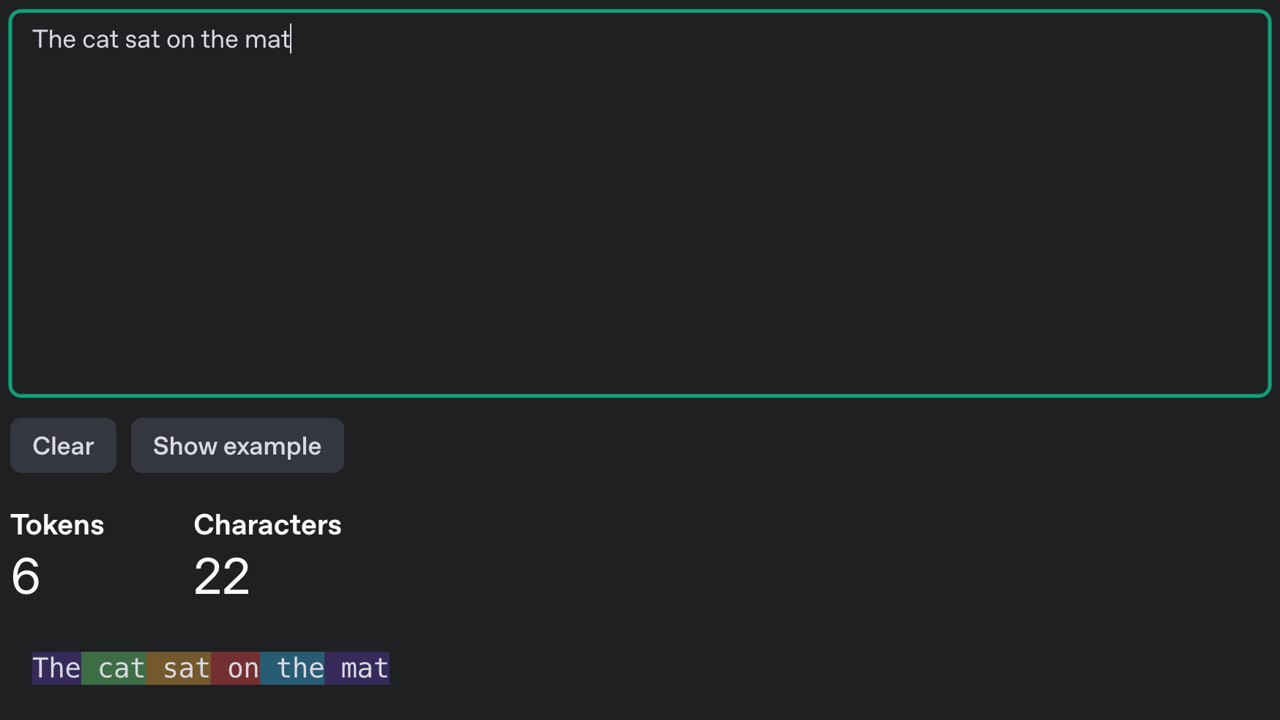 The cat sat on the mat
Clear Show example
Tokens Characters
6 22
The cat sat on the mat